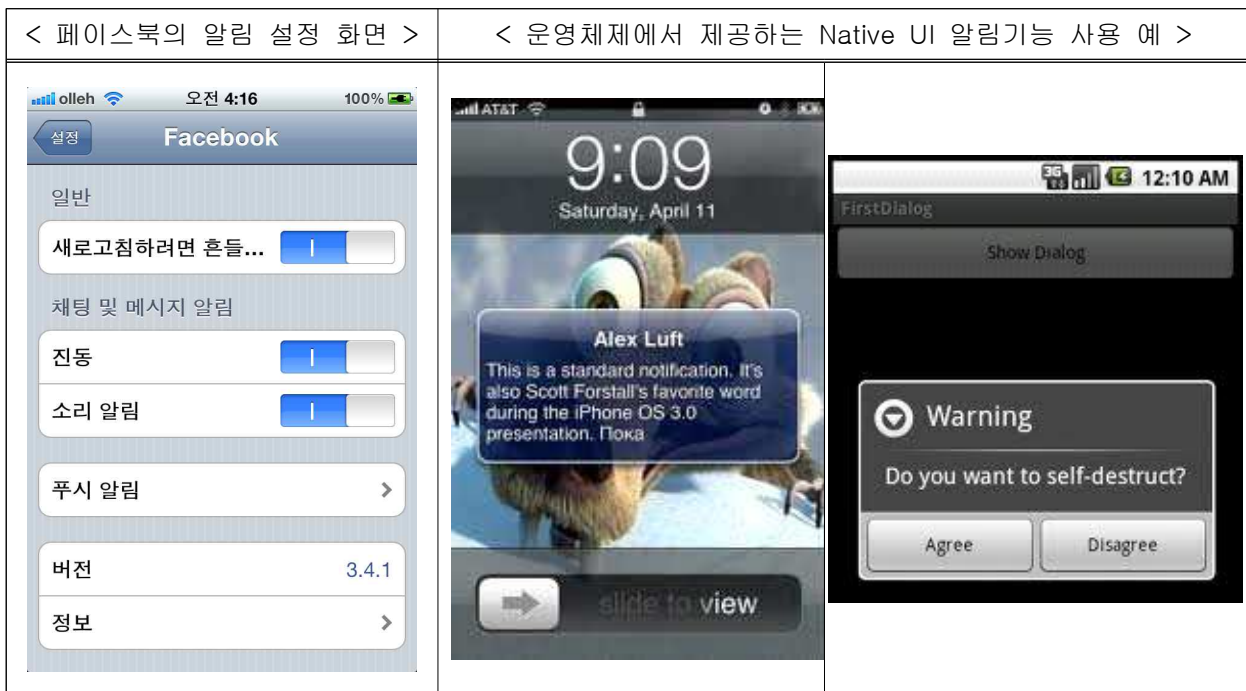 < 페이스북의 알림 설정 화면 >
< 운영체제에서 제공하는 Native UI 알림기능 사용 예 >
olleh 오전 4:16 100%
설정 Facebook
일반
새로고침하려면 흔들...
채팅 및 메시지 알림
진동
소리 알림
푸시 알림
버전 3.4.1
정보
AT&T
9:09
Saturday, April 11
Alex Luft
This is a standard notification. It's
also Scott Forstall's favorite word
during the iPhone OS 3.0
presentation. Пока
slide to view
3G 12:10 AM
FirstDialog
Show Dialog
Warning
Do you want to self-destruct?
Agree Disagree